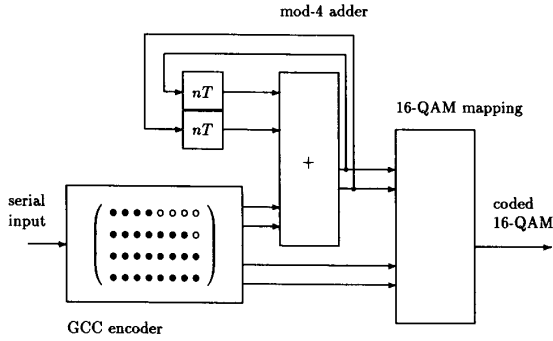 mod-4 adder
nT
nT
16-QAM mapping
+
serial
input
coded
16-QAM
GCC encoder